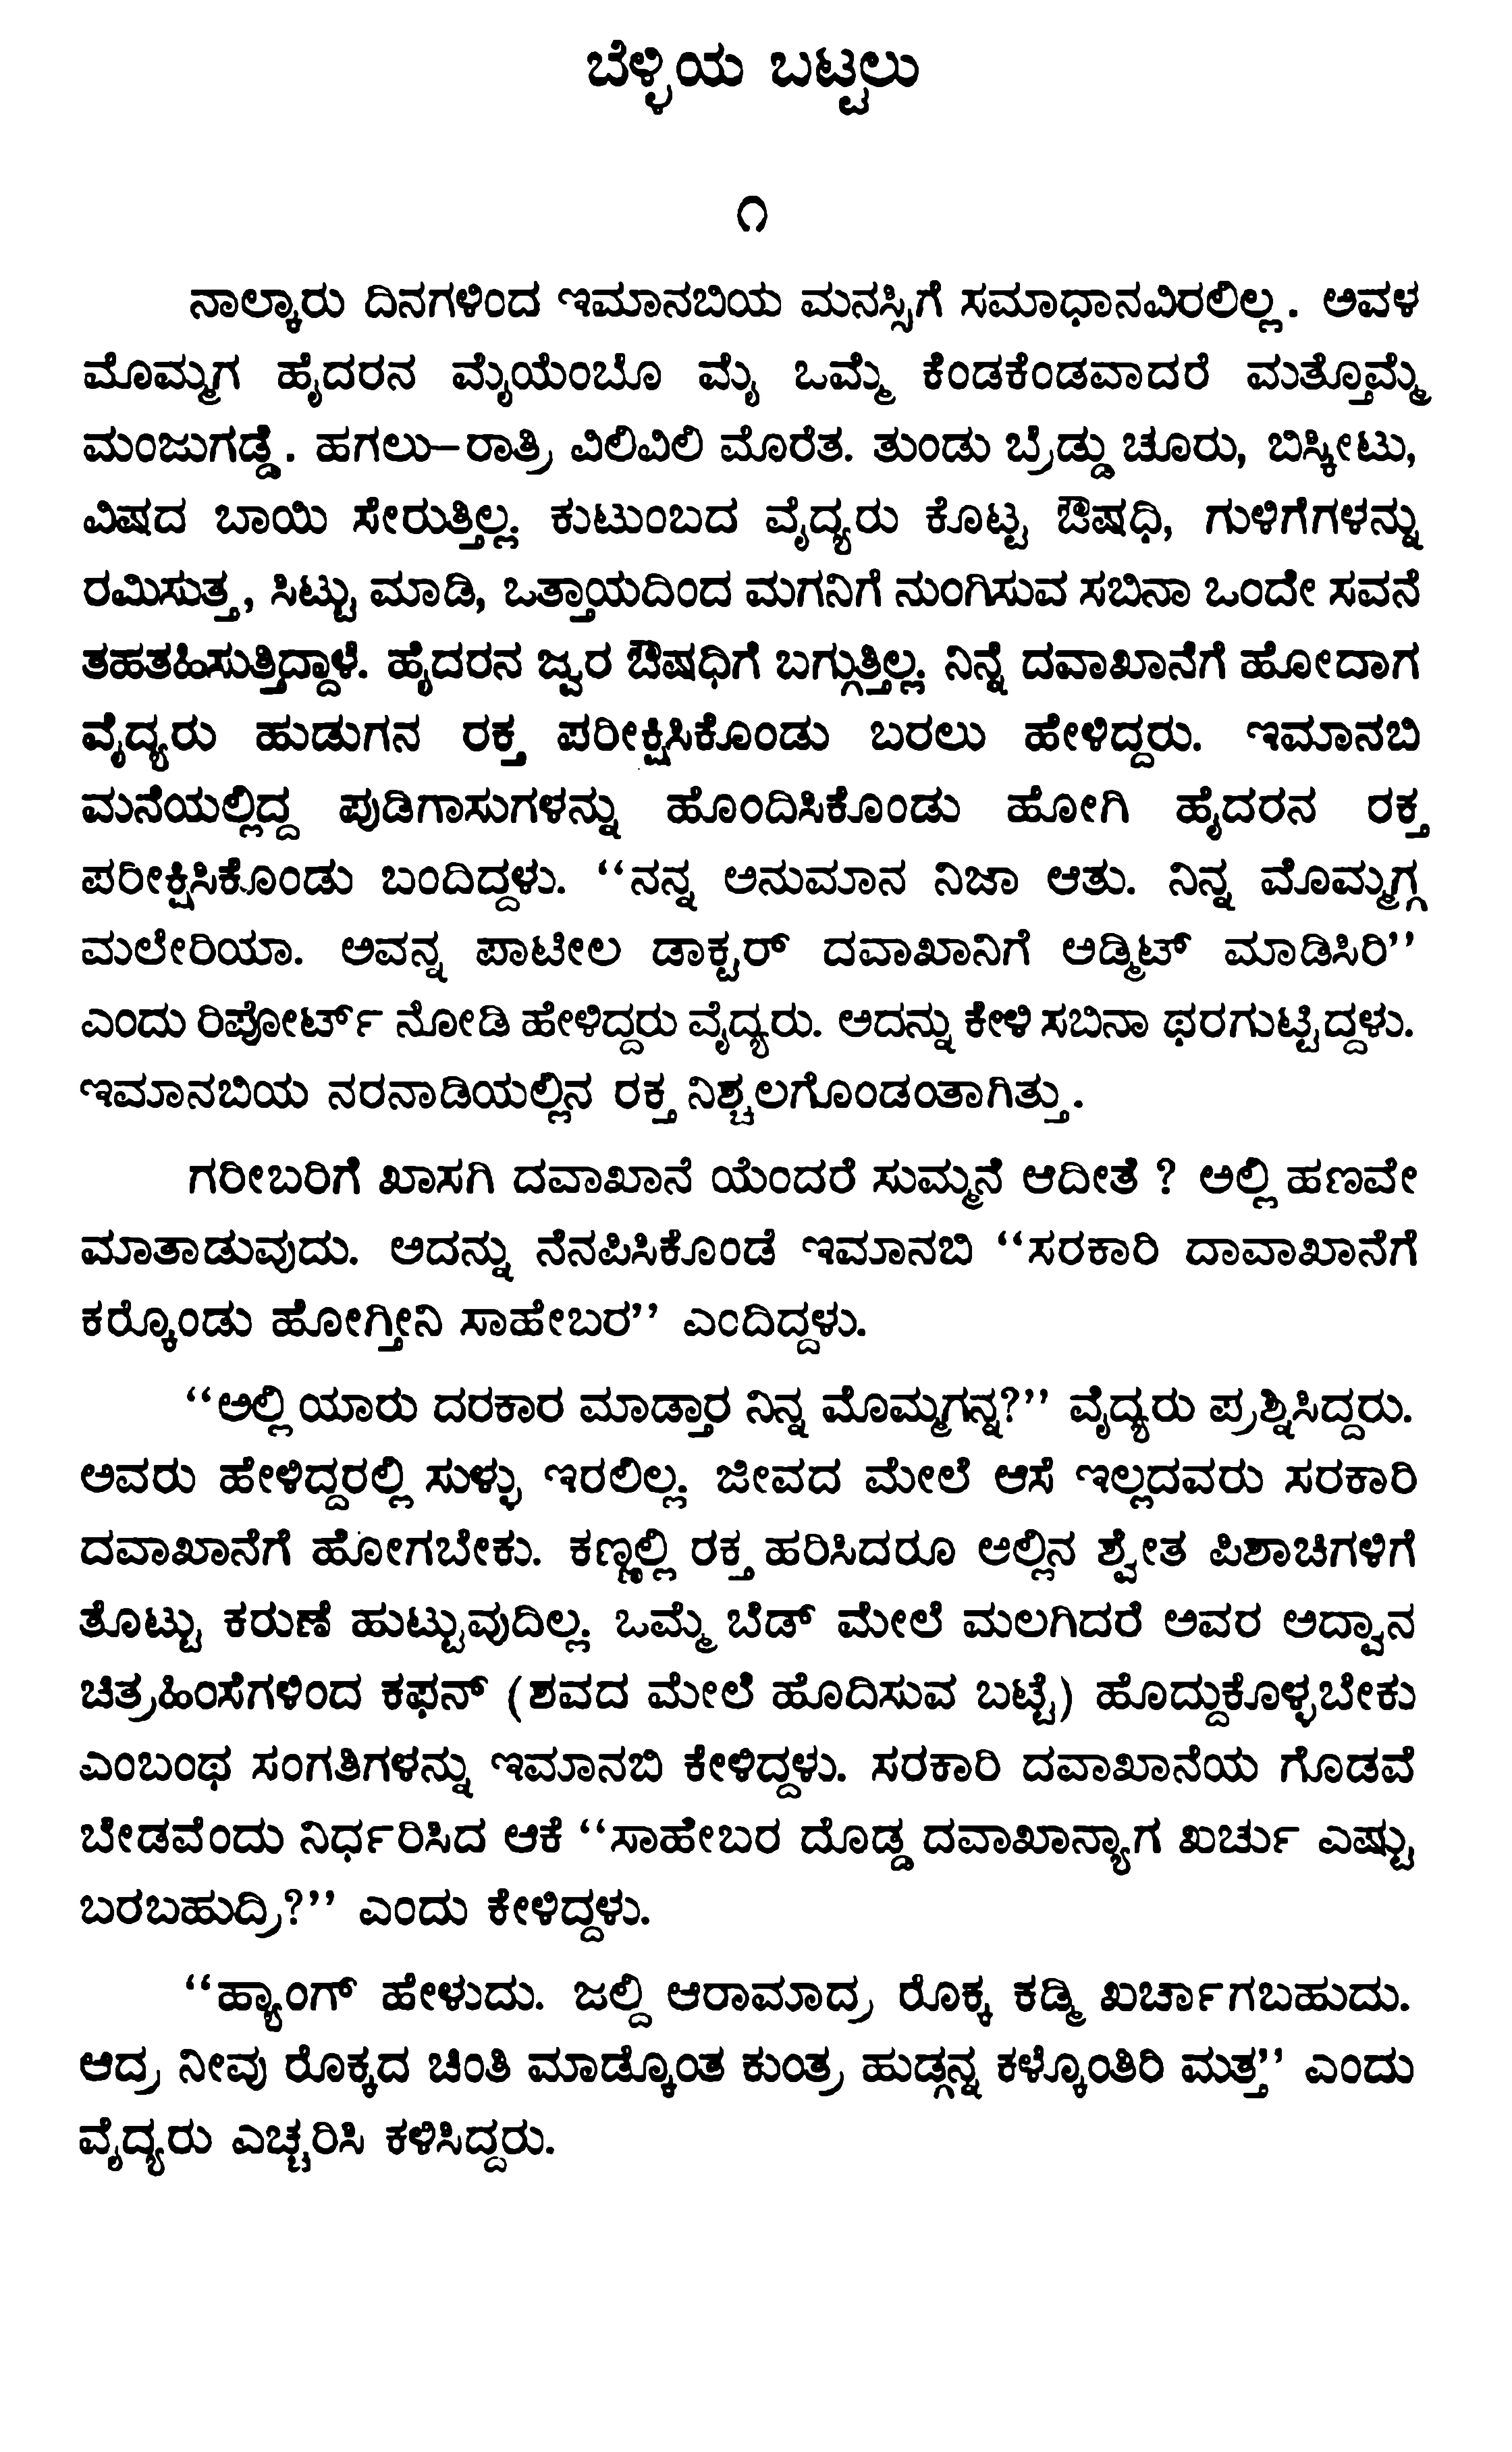 ಬೆಳ್ಳಿಯ ಬಟ್ಟಲು
೧
ನಾಲ್ಕಾರು ದಿನಗಳಿಂದ ಇಮಾನಬಿಯ ಮನಸ್ಸಿಗೆ ಸಮಾಧಾನವಿರಲಿಲ್ಲ. ಅವಳ
ಮೊಮ್ಮಗ ಹೈದರನ ಮೈಯೆಂಬೊ ಮೈ ಒಮ್ಮೆ ಕೆಂಡಕೆಂಡವಾದರೆ ಮತ್ತೊಮ್ಮೆ
ಮಂಜುಗಡ್ಡೆ. ಹಗಲು–ರಾತ್ರಿ ವಿಲಿವಿಲಿ ಮೊರೆತ. ತುಂಡು ಬ್ರೆಡ್ಡು ಚೂರು, ಬಿಸ್ಕೀಟು,
ವಿಷದ ಬಾಯಿ ಸೇರುತ್ತಿಲ್ಲ. ಕುಟುಂಬದ ವೈದ್ಯರು ಕೊಟ್ಟ ಔಷಧಿ, ಗುಳಿಗೆಗಳನ್ನು
ರಮಿಸುತ್ತ, ಸಿಟ್ಟು ಮಾಡಿ, ಒತ್ತಾಯದಿಂದ ಮಗನಿಗೆ ನುಂಗಿಸುವ ಸಬಿನಾ ಒಂದೇ ಸವನೆ
ತಹತಹಿಸುತ್ತಿದ್ದಾಳೆ. ಹೈದರನ ಜ್ವರ ಔಷಧಿಗೆ ಬಗ್ಗುತ್ತಿಲ್ಲ. ನಿನ್ನೆ ದವಾಖಾನೆಗೆ ಹೋದಾಗ
ವೈದ್ಯರು ಹುಡುಗನ ರಕ್ತ ಪರೀಕ್ಷಿಸಿಕೊಂಡು ಬರಲು ಹೇಳಿದ್ದರು. ಇಮಾನಬಿ
ಮನೆಯಲ್ಲಿದ್ದ ಪುಡಿಗಾಸುಗಳನ್ನು ಹೊಂದಿಸಿಕೊಂಡು ಹೋಗಿ ಹೈದರನ ರಕ್ತ
ಪರೀಕ್ಷಿಸಿಕೊಂಡು ಬಂದಿದ್ದಳು. “ನನ್ನ ಅನುಮಾನ ನಿಜಾ ಆತು. ನಿನ್ನ ಮೊಮ್ಮಗ್ಗ
ಮಲೇರಿಯಾ. ಅವನ್ನ ಪಾಟೀಲ ಡಾಕ್ಟರ್ ದವಾಖಾನಿಗೆ ಅಡ್ಮಿಟ್ ಮಾಡಿಸಿರಿ”
ಎಂದು ರಿಪೋರ್ಟ್ ನೋಡಿ ಹೇಳಿದ್ದರು ವೈದ್ಯರು. ಅದನ್ನು ಕೇಳಿ ಸಬಿನಾ ಥರಗುಟ್ಟಿದ್ದಳು.
ಇಮಾನಬಿಯ ನರನಾಡಿಯಲ್ಲಿನ ರಕ್ತ ನಿಶ್ಚಲಗೊಂಡಂತಾಗಿತ್ತು.
ಗರೀಬರಿಗೆ ಖಾಸಗಿ ದವಾಖಾನೆ ಯೆಂದರೆ ಸುಮ್ಮನೆ ಆದೀತೆ ? ಅಲ್ಲಿ ಹಣವೇ
ಮಾತಾಡುವುದು. ಅದನ್ನು ನೆನಪಿಸಿಕೊಂಡೆ ಇಮಾನಬಿ “ಸರಕಾರಿ ದಾವಾಖಾನೆಗೆ
ಕರ್‍ಕೊಂಡು ಹೋಗ್ತೀನಿ ಸಾಹೇಬರ” ಎಂದಿದ್ದಳು.
“ಅಲ್ಲಿ ಯಾರು ದರಕಾರ ಮಾಡ್ತಾರ ನಿನ್ನ ಮೊಮ್ಮಗನ್ನ?” ವೈದ್ಯರು ಪ್ರಶ್ನಿಸಿದ್ದರು.
ಅವರು ಹೇಳಿದ್ದರಲ್ಲಿ ಸುಳ್ಳು ಇರಲಿಲ್ಲ. ಜೀವದ ಮೇಲೆ ಆಸೆ ಇಲ್ಲದವರು ಸರಕಾರಿ
ದವಾಖಾನೆಗೆ ಹೋಗಬೇಕು. ಕಣ್ಣಲ್ಲಿ ರಕ್ತ ಹರಿಸಿದರೂ ಅಲ್ಲಿನ ಶ್ವೇತ ಪಿಶಾಚಿಗಳಿಗೆ
ತೊಟ್ಟು ಕರುಣೆ ಹುಟ್ಟುವುದಿಲ್ಲ. ಒಮ್ಮೆ ಬೆಡ್ ಮೇಲೆ ಮಲಗಿದರೆ ಅವರ ಅದ್ವಾನ
ಚಿತ್ರಹಿಂಸೆಗಳಿಂದ ಕಫನ್ (ಶವದ ಮೇಲೆ ಹೊದಿಸುವ ಬಟ್ಟೆ) ಹೊದ್ದುಕೊಳ್ಳಬೇಕು
ಎಂಬಂಥ ಸಂಗತಿಗಳನ್ನು ಇಮಾನಬಿ ಕೇಳಿದ್ದಳು. ಸರಕಾರಿ ದವಾಖಾನೆಯ ಗೊಡವೆ
ಬೇಡವೆಂದು ನಿರ್ಧರಿಸಿದ ಆಕೆ “ಸಾಹೇಬರ ದೊಡ್ಡ ದವಾಖಾನ್ಯಾಗ ಖರ್ಚು ಎಷ್ಟು
ಬರಬಹುದ್ರಿ?” ಎಂದು ಕೇಳಿದ್ದಳು.
“ಹ್ಯಾಂಗ್ ಹೇಳುದು. ಜಲ್ದಿ ಆರಾಮಾದ್ರ ರೊಕ್ಕ ಕಡ್ಮಿ ಖರ್ಚಾಗಬಹುದು.
ಆದ್ರ ನೀವು ರೊಕ್ಕದ ಚಿಂತಿ ಮಾಡ್ಕೊಂತ ಕುಂತ್ರ ಹುಡ್ಗನ್ನ ಕಳ್ಕೊಂತಿರಿ ಮತ್ತ” ಎಂದು
ವೈದ್ಯರು ಎಚ್ಚರಿಸಿ ಕಳಿಸಿದ್ದರು.